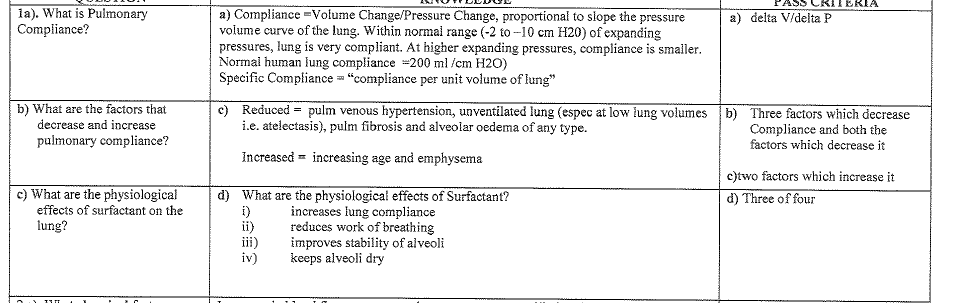 QUESTION KNOWLEDGE PASS CRITERIA
1a). What is Pulmonary
Compliance?
a) Compliance =Volume Change/Pressure Change, proportional to slope the pressure
volume curve of the lung. Within normal range (-2 to –10 cm H20) of expanding
pressures, lung is very compliant. At higher expanding pressures, compliance is smaller.
Normal human lung compliance =200 ml /cm H2O)
Specific Compliance = “compliance per unit volume of lung”
a) delta V/delta P
b) What are the factors that
decrease and increase
pulmonary compliance?
c) Reduced = pulm venous hypertension, unventilated lung (espec at low lung volumes
i.e. atelectasis), pulm fibrosis and alveolar oedema of any type.
Increased = increasing age and emphysema
b) Three factors which decrease
Compliance and both the
factors which decrease it
c)two factors which increase it
c) What are the physiological
effects of surfactant on the
lung?
d) What are the physiological effects of Surfactant?
i) increases lung compliance
ii) reduces work of breathing
iii) improves stability of alveoli
iv) keeps alveoli dry
d) Three of four